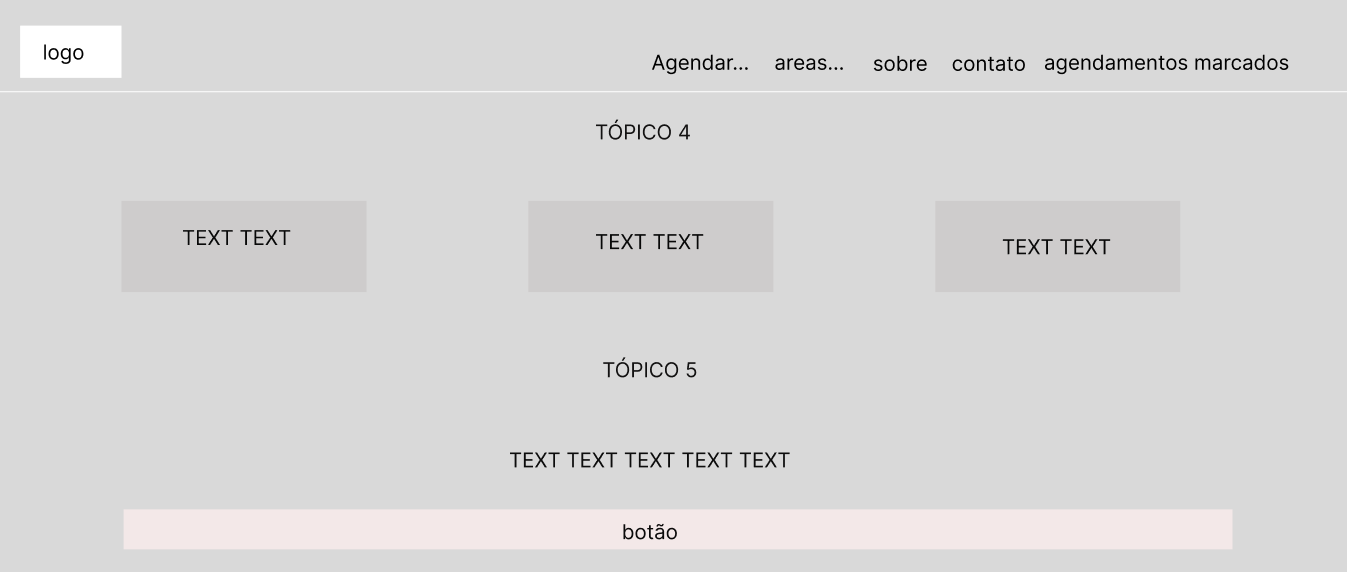 logo
Agendar... areas... sobre contato agendamentos marcados
TÓPICO 4
TEXT TEXT TEXT TEXT TEXT TEXT
TÓPICO 5
TEXT TEXT TEXT TEXT TEXT
botão